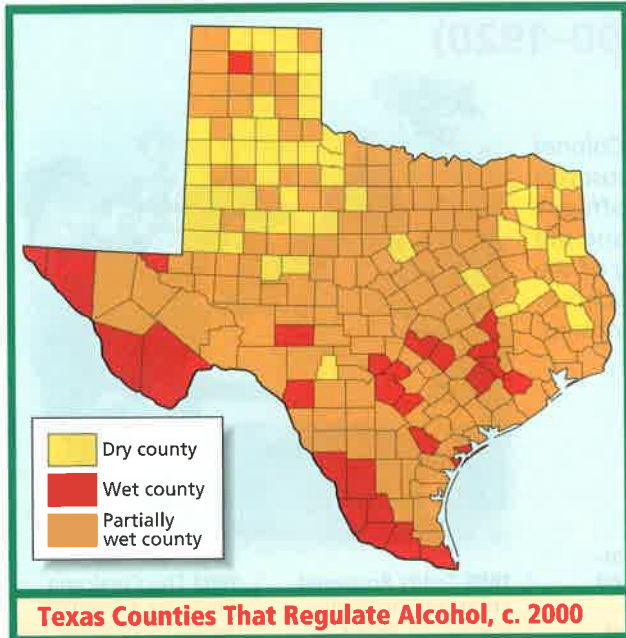 Dry county
Wet county
Partially
wet county
Texas Counties That Regulate Alcohol, c. 2000